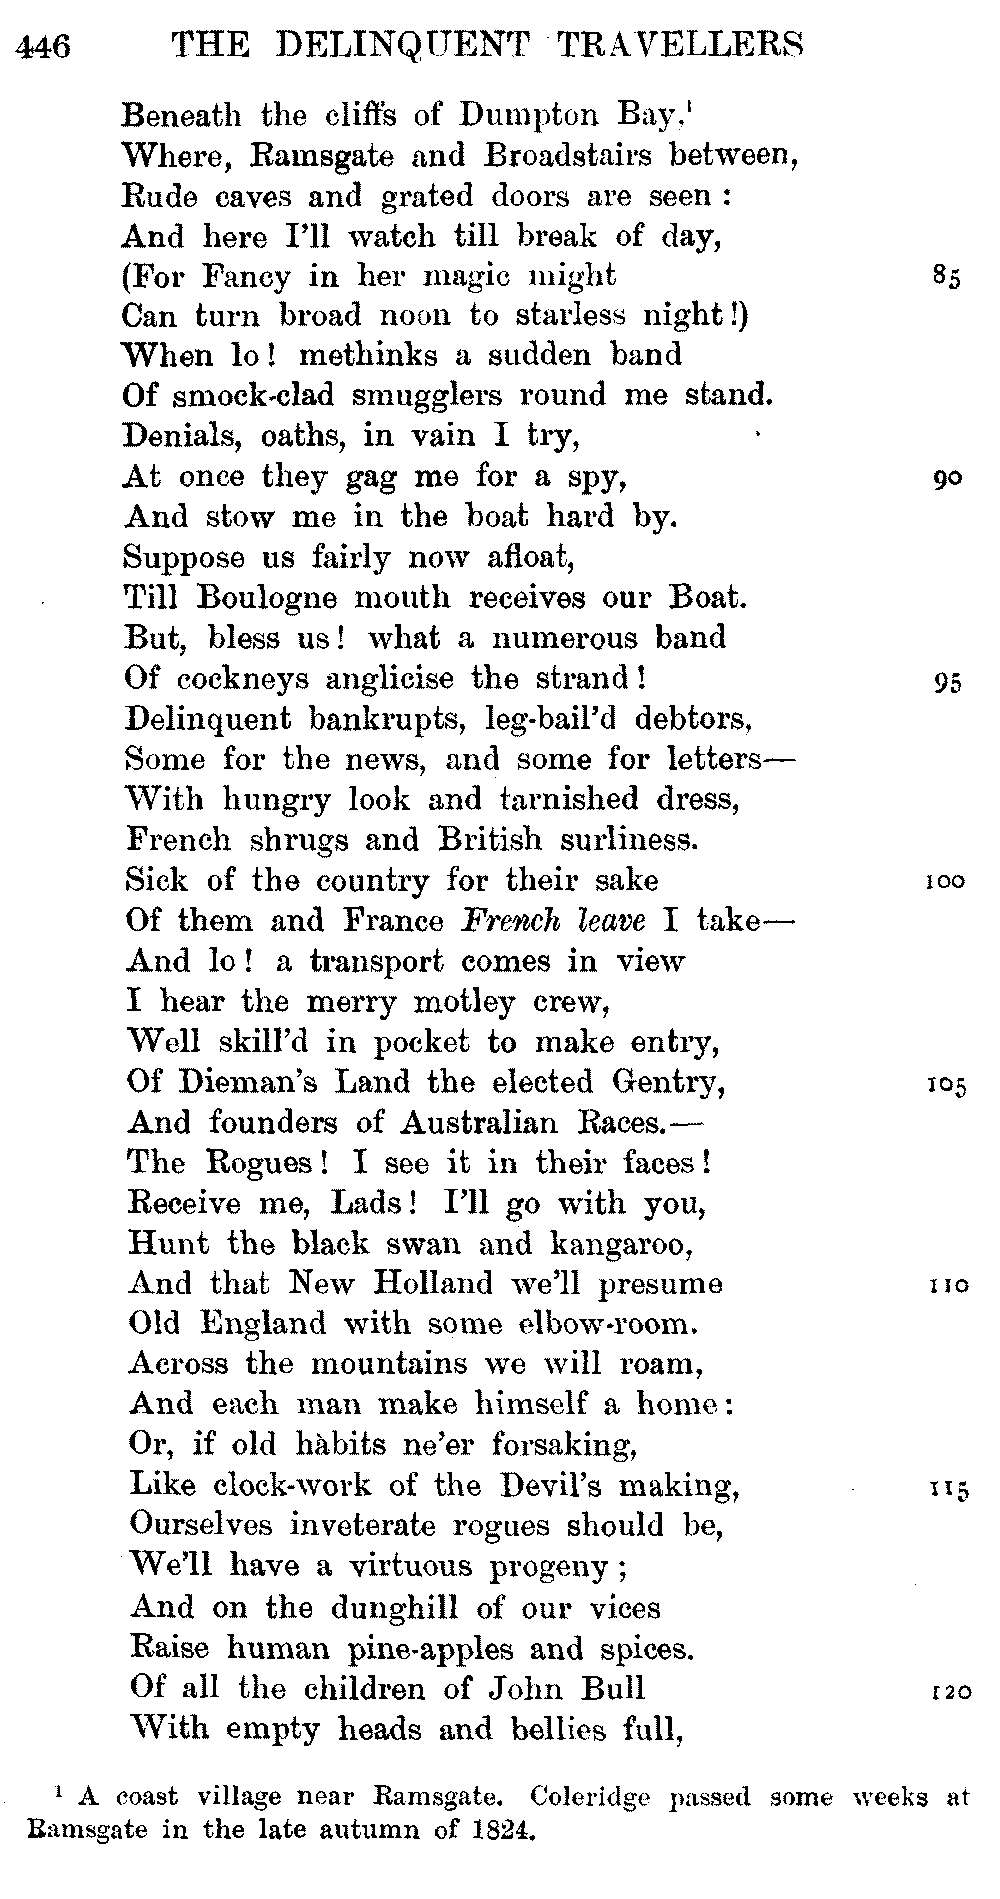 446 THE DELINQUENT TRAVELLERS
Beneath the cliffs of Dumpton Bay,¹
Where, Ramsgate and Broadstairs between,
Rude caves and grated doors are seen :
And here I'll watch till break of day,
(For Fancy in her magic might 85
Can turn broad noon to starless night !)
When lo ! methinks a sudden band
Of smock-clad smugglers round me stand.
Denials, oaths, in vain I try,
At once they gag me for a spy, 90
And stow me in the boat hard by.
Suppose us fairly now afloat,
Till Boulogne mouth receives our Boat.
But, bless us ! what a numerous band
Of cockneys anglicise the strand ! 95
Delinquent bankrupts, leg-bail'd debtors,
Some for the news, and some for letters—
With hungry look and tarnished dress,
French shrugs and British surliness.
Sick of the country for their sake 100
Of them and France French leave I take—
And lo ! a transport comes in view
I hear the merry motley crew,
Well skill'd in pocket to make entry,
Of Dieman's Land the elected Gentry, 105
And founders of Australian Races.—
The Rogues ! I see it in their faces !
Receive me, Lads ! I'll go with you,
Hunt the black swan and kangaroo,
And that New Holland we'll presume 110
Old England with some elbow-room.
Across the mountains we will roam,
And each man make himself a home :
Or, if old habits ne'er forsaking,
Like clock-work of the Devil's making, 115
Ourselves inveterate rogues should be,
We'll have a virtuous progeny ;
And on the dunghill of our vices
Raise human pine-apples and spices.
Of all the children of John Bull 120
With empty heads and bellies full,
¹ A coast village near Ramsgate. Coleridge passed some weeks at
Ramsgate in the late autumn of 1824.